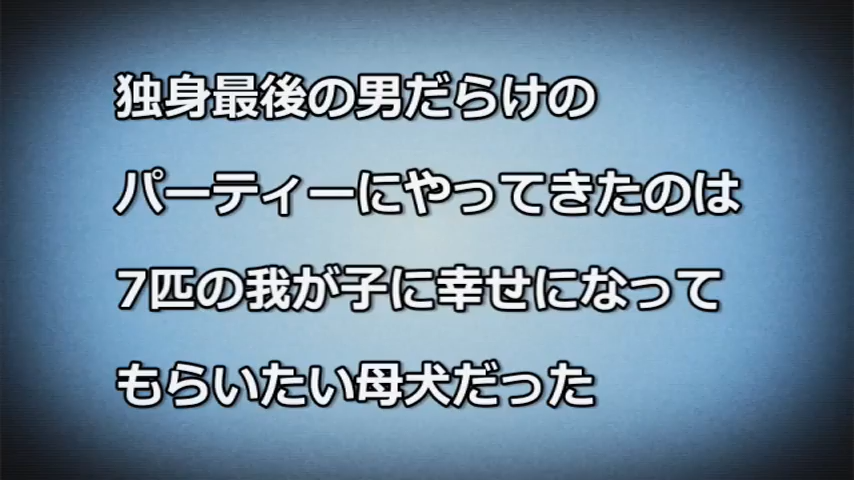 独身最後の男だらけの
パーティーにやってきたのは
7匹の我が子に幸せになって
もらいたい母犬だった